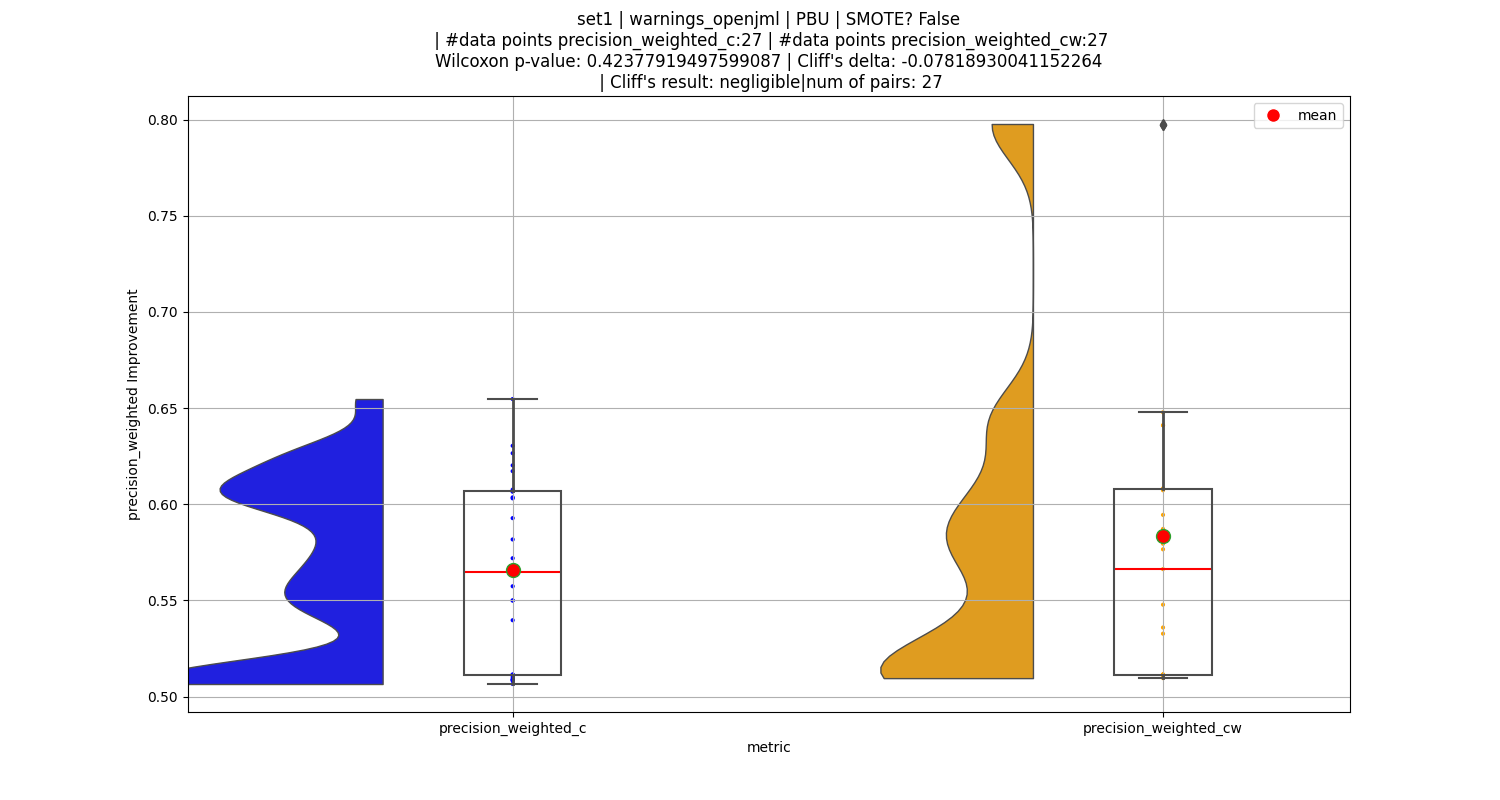 set1 | warnings_openjml | PBU | SMOTE? False
| #data points precision_weighted_c:27 | #data points precision_weighted_cw:27
Wilcoxon p-value: 0.42377919497599087 | Cliff's delta: -0.07818930041152264
| Cliff's result: negligible|num of pairs: 27
mean
0.80
0.75
0.70
0.65
0.60
0.55
0.50
precision_weighted Improvement
precision_weighted_c
precision_weighted_cw
metric